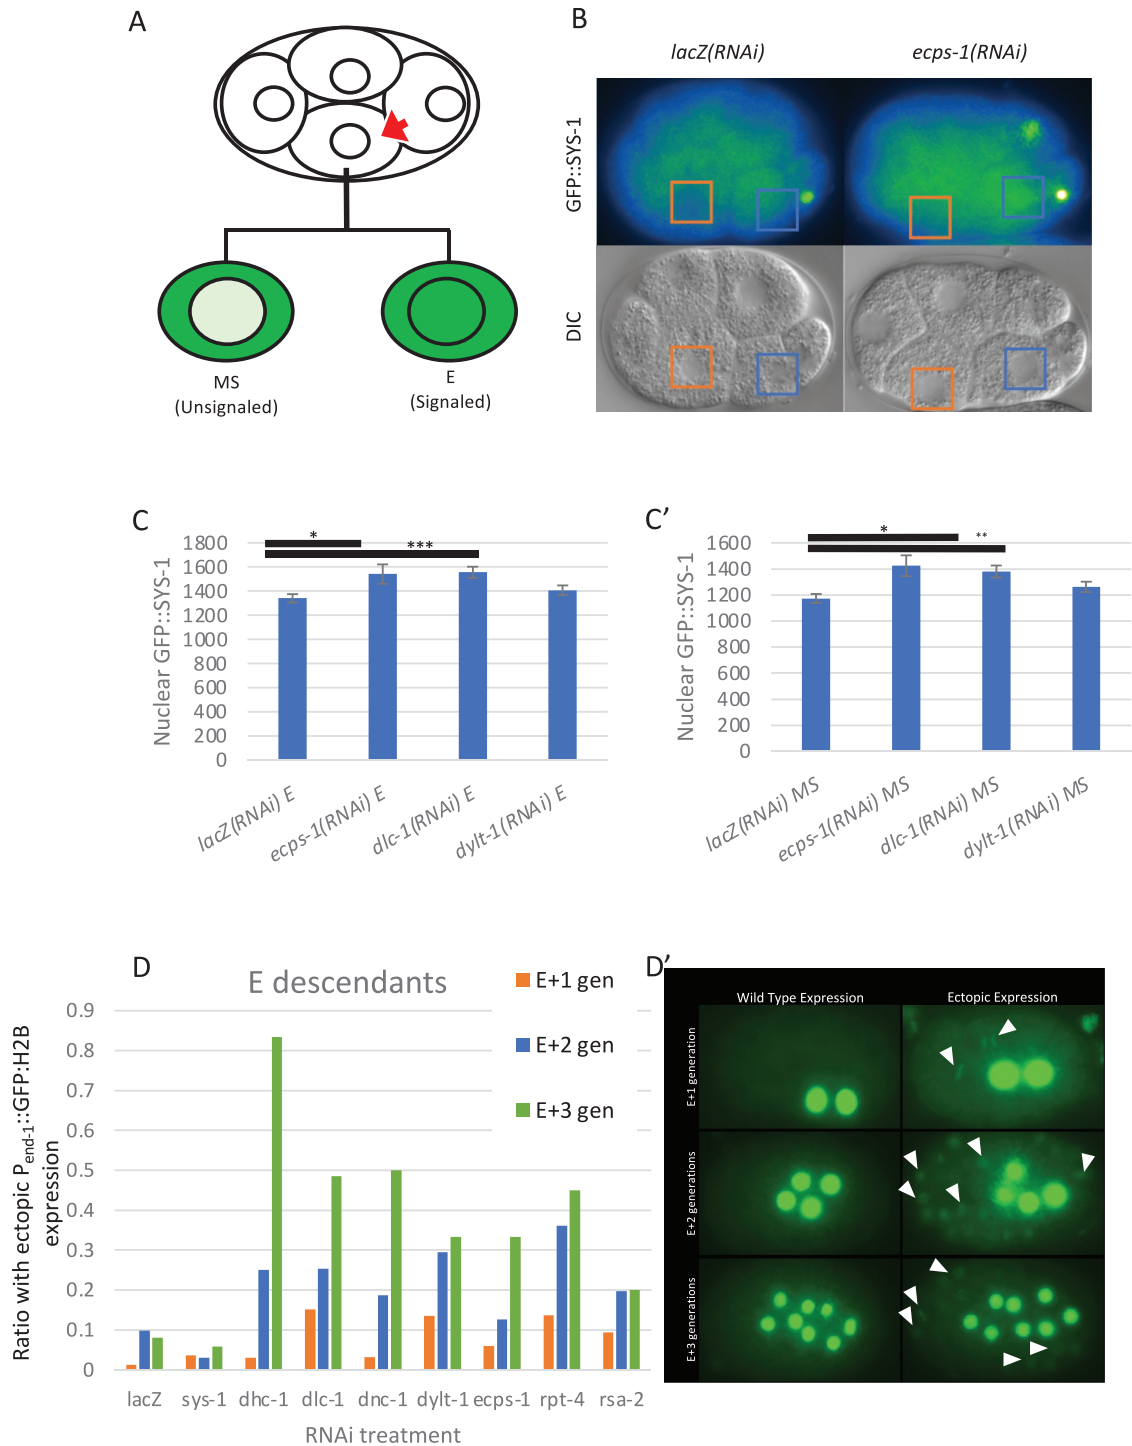 A
MS
(Unsignaled)
E
(Signaled)
B
lacZ(RNAi)
ecps-1(RNAi)
GFP::SYS-1
DIC
C
*
***
Nuclear GFP::SYS-1
1800
1600
1400
1200
1000
800
600
400
200
0
lacZ(RNAi) E
ecps-1(RNAi) E
dlc-1(RNAi) E
dylt-1(RNAi) E
C'
*
**
Nuclear GFP::SYS-1
1600
1400
1200
1000
800
600
400
200
0
lacZ(RNAi) MS
ecps-1(RNAi) MS
dlc-1(RNAi) MS
dylt-1(RNAi) MS
D
E descendants
E+1 gen
E+2 gen
E+3 gen
Ratio with ectopic Pend-1::GFP:H2B
expression
0.9
0.8
0.7
0.6
0.5
0.4
0.3
0.2
0.1
0
lacZ sys-1 dhc-1 dlc-1 dnc-1 dylt-1 ecps-1 rpt-4 rsa-2
RNAi treatment
D'
Wild Type Expression
Ectopic Expression
E+1 generation
E+2 generations
E+3 generations